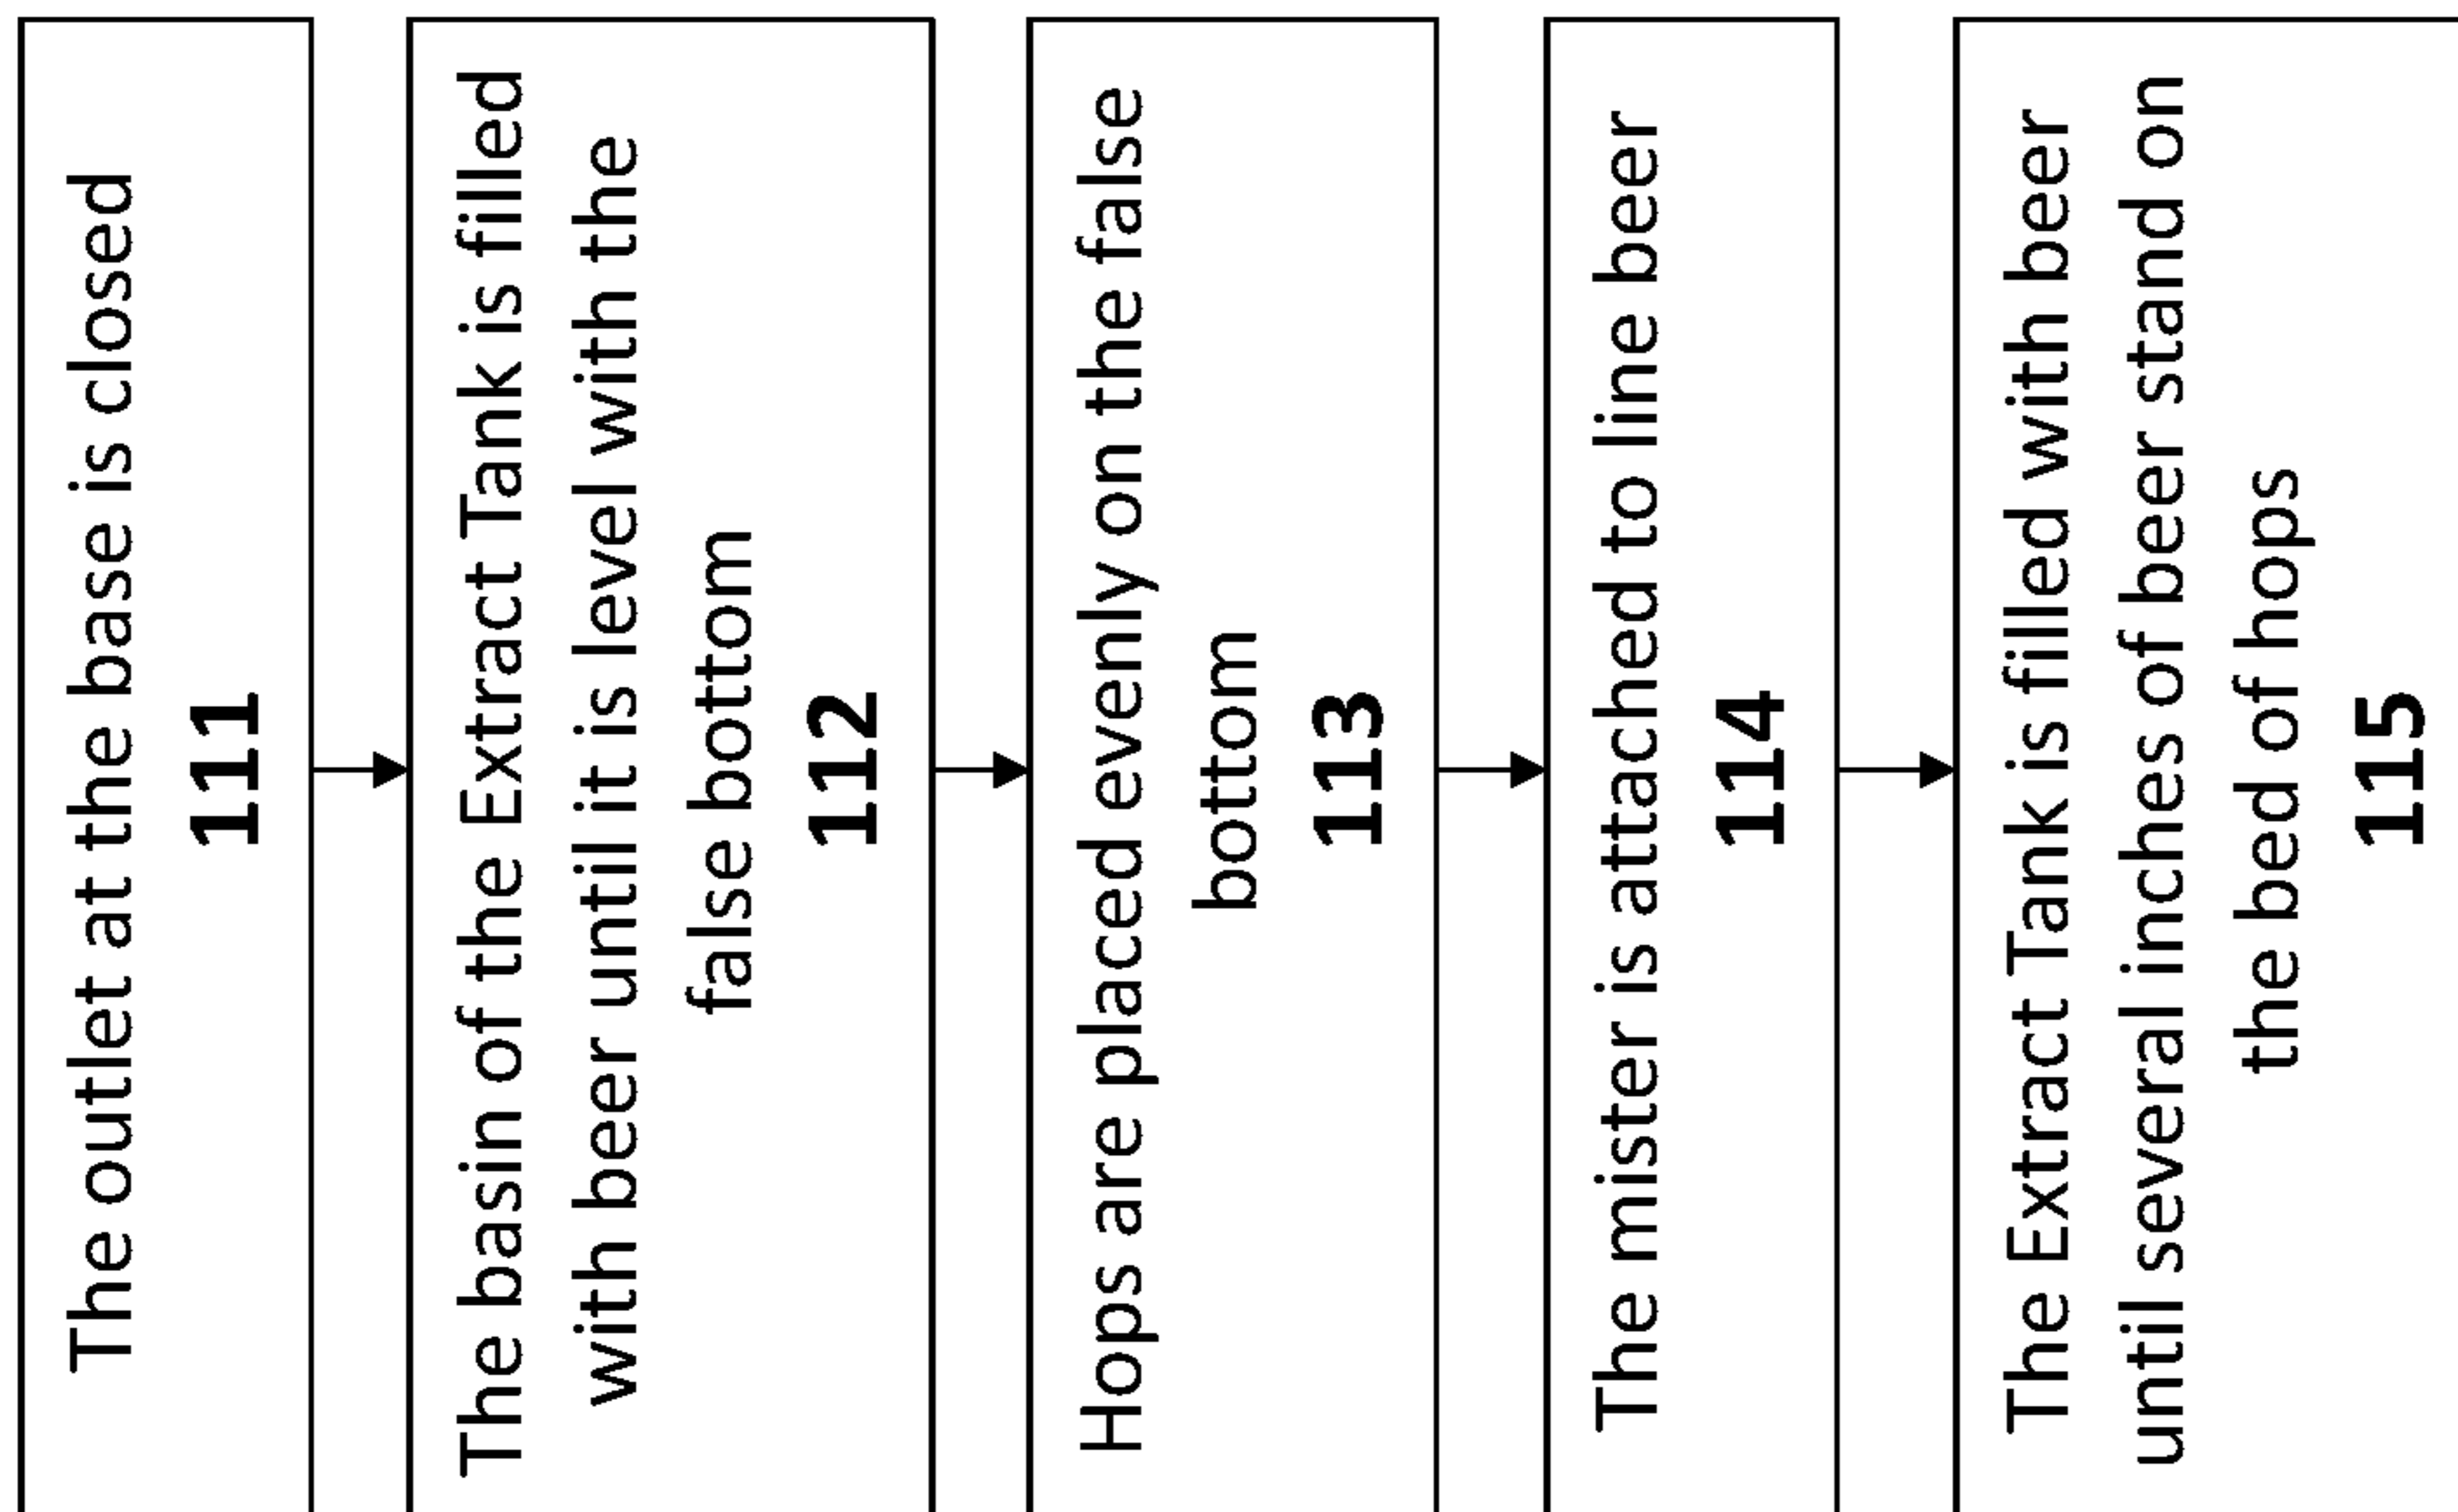 The outlet at the base is closed
111
The basin of the Extract Tank is filled
with beer until it is level with the
false bottom
112
Hops are placed evenly on the false
bottom
113
The mister is attached to line beer
114
The Extract Tank is filled with beer
until several inches of beer stand on
the bed of hops
115